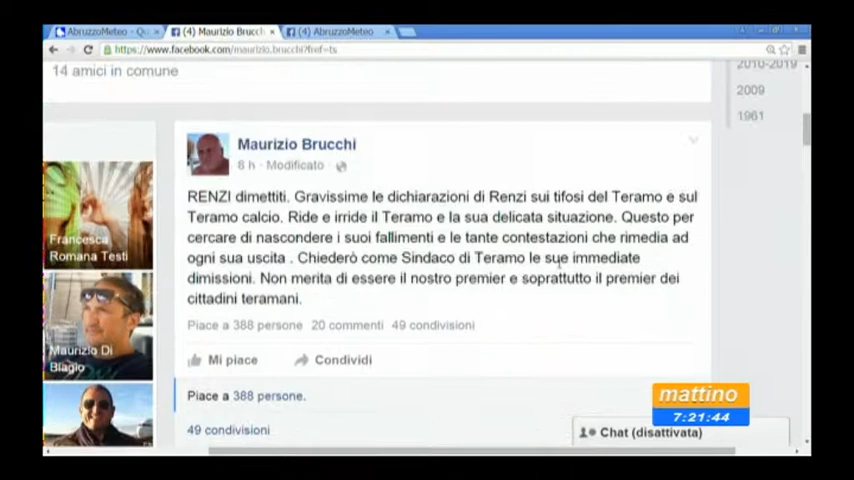 AbruzzoMeteo - Qu
(4) Maurizio Brucchi
(4) AbruzzoMeteo
https://www.facebook.com/maurizio.brucchi?fref=ts
14 amici in comune
2010-2019
2009
1961
Maurizio Brucchi
8 h · Modificato ·
RENZI dimettiti. Gravissime le dichiarazioni di Renzi sui tifosi del Teramo e sul
Teramo calcio. Ride e irride il Teramo e la sua delicata situazione. Questo per
cercare di nascondere i suoi fallimenti e le tante contestazioni che rimedia ad
ogni sua uscita . Chiederò come Sindaco di Teramo le sue immediate
dimissioni. Non merita di essere il nostro premier e soprattutto il premier dei
cittadini teramani.
Piace a 388 persone 20 commenti 49 condivisioni
Mi piace Condividi
Piace a 388 persone.
49 condivisioni
Francesca
Romana Testi
Maurizio Di
Biagio
mattino
7:21:44
Chat (disattivata)